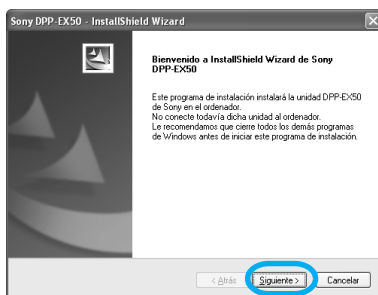 Sony DPP-EX50 - InstallShield Wizard
Bienvenido a InstallShield Wizard de Sony
DPP-EX50
Este programa de instalación instalará la unidad DPP-EX50
de Sony en el ordenador.
No conecte todavía dicha unidad al ordenador.
Le recomendamos que cierre todos los demás programas
de Windows antes de iniciar este programa de instalación.
< Atrás
Siguiente >
Cancelar